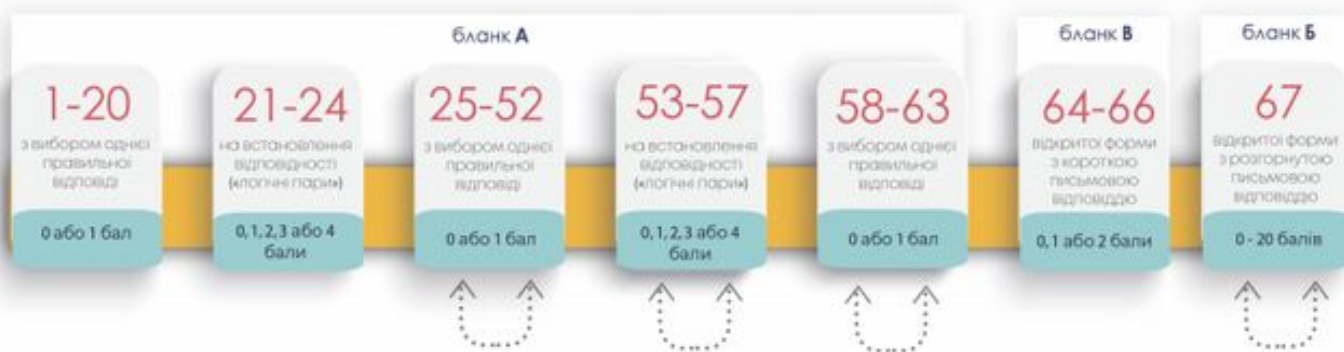 бланк А
бланк В
бланк Б
1-20
з вибором однієї
правильної
відповіді
0 або 1 бал
21-24
на встановлення
відповідності
(«логічні пари»)
0, 1, 2, 3 або 4
бали
25-52
з вибором однієї
правильної
відповіді
0 або 1 бал
53-57
на встановлення
відповідності
(«логічні пари»)
0, 1, 2, 3 або 4
бали
58-63
з вибором однієї
правильної
відповіді
0 або 1 бал
64-66
відкритої форми
з короткою
письмовою
відповіддю
0, 1 або 2 бали
67
відкритої форми
з розгорнутою
письмовою
відповіддю
0 - 20 балів